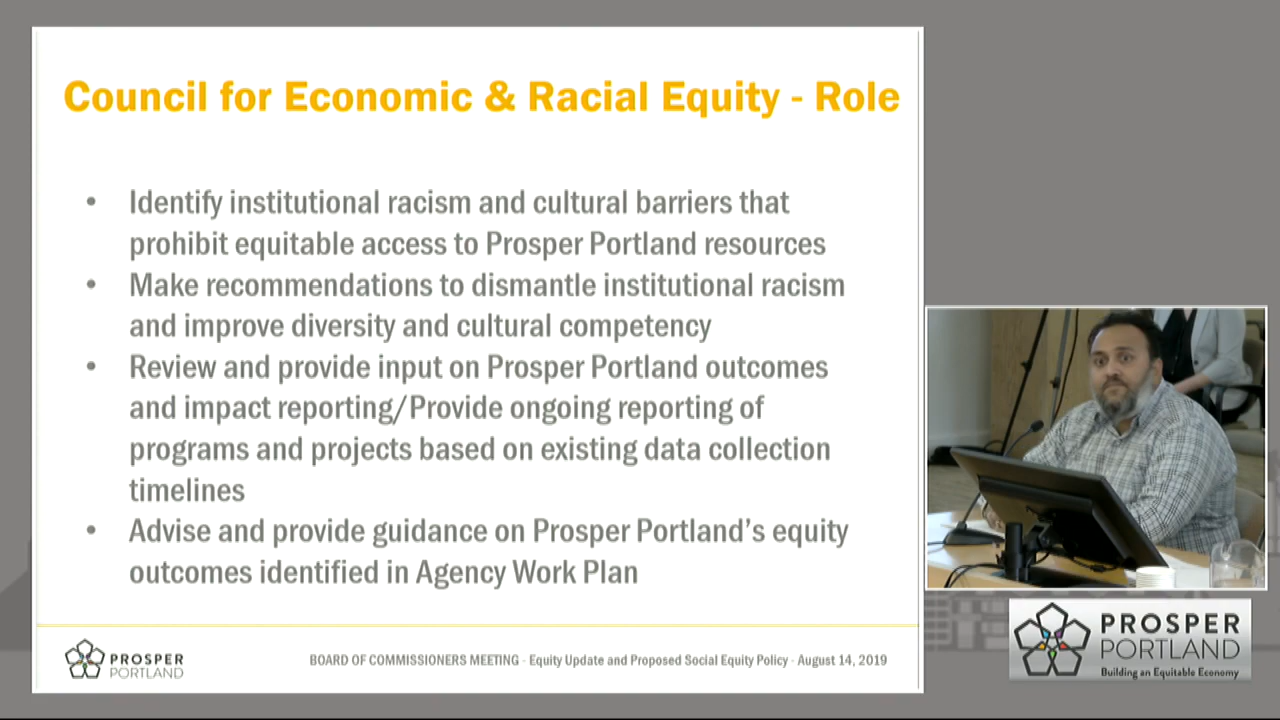 Council for Economic & Racial Equity - Role
• Identify institutional racism and cultural barriers that
prohibit equitable access to Prosper Portland resources
• Make recommendations to dismantle institutional racism
and improve diversity and cultural competency
• Review and provide input on Prosper Portland outcomes
and impact reporting/Provide ongoing reporting of
programs and projects based on existing data collection
timelines
• Advise and provide guidance on Prosper Portland’s equity
outcomes identified in Agency Work Plan
PROSPER
PORTLAND
BOARD OF COMMISSIONERS MEETING - Equity Update and Proposed Social Equity Policy - August 14, 2019
PROSPER
PORTLAND
Building an Equitable Economy